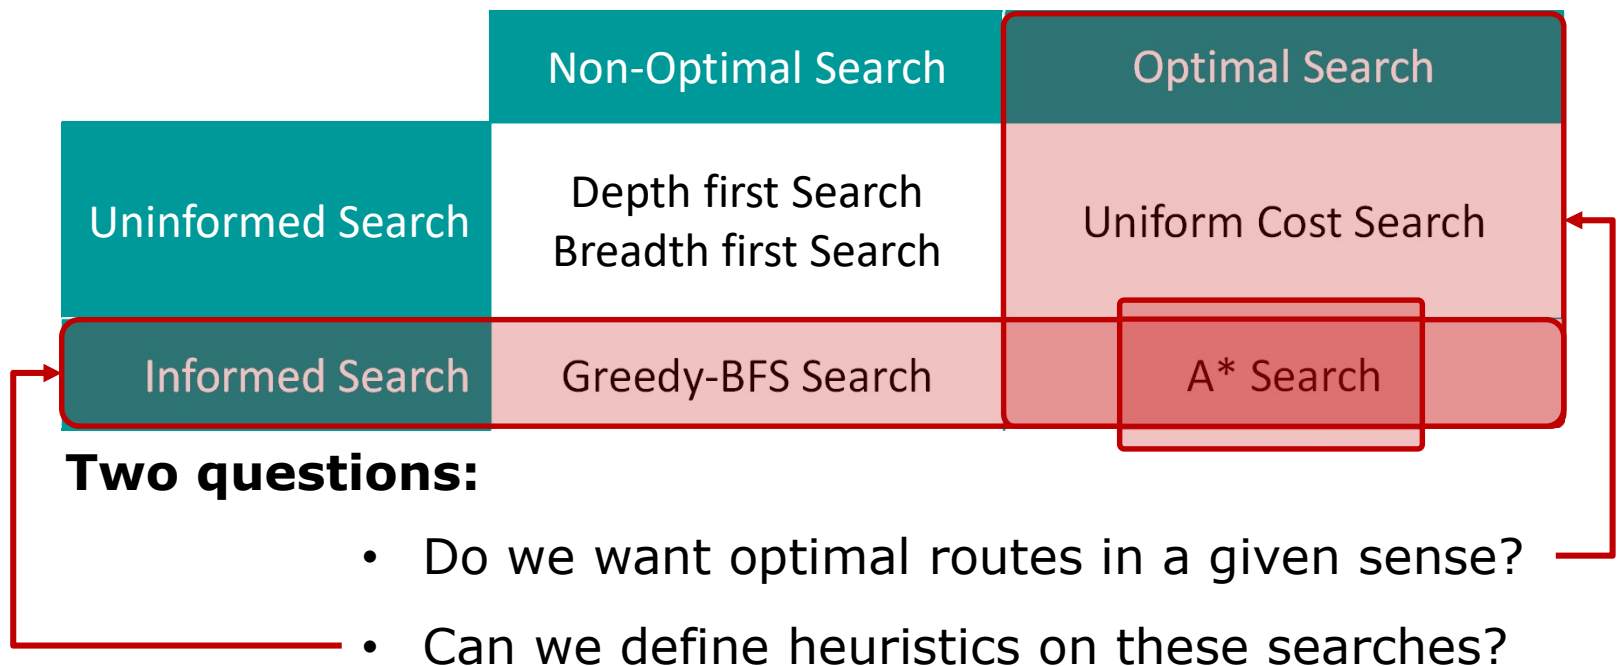 Non-Optimal Search
Optimal Search
Uninformed Search
Depth first Search
Breadth first Search
Uniform Cost Search
Informed Search
Greedy-BFS Search
A* Search
Two questions:
• Do we want optimal routes in a given sense?
• Can we define heuristics on these searches?